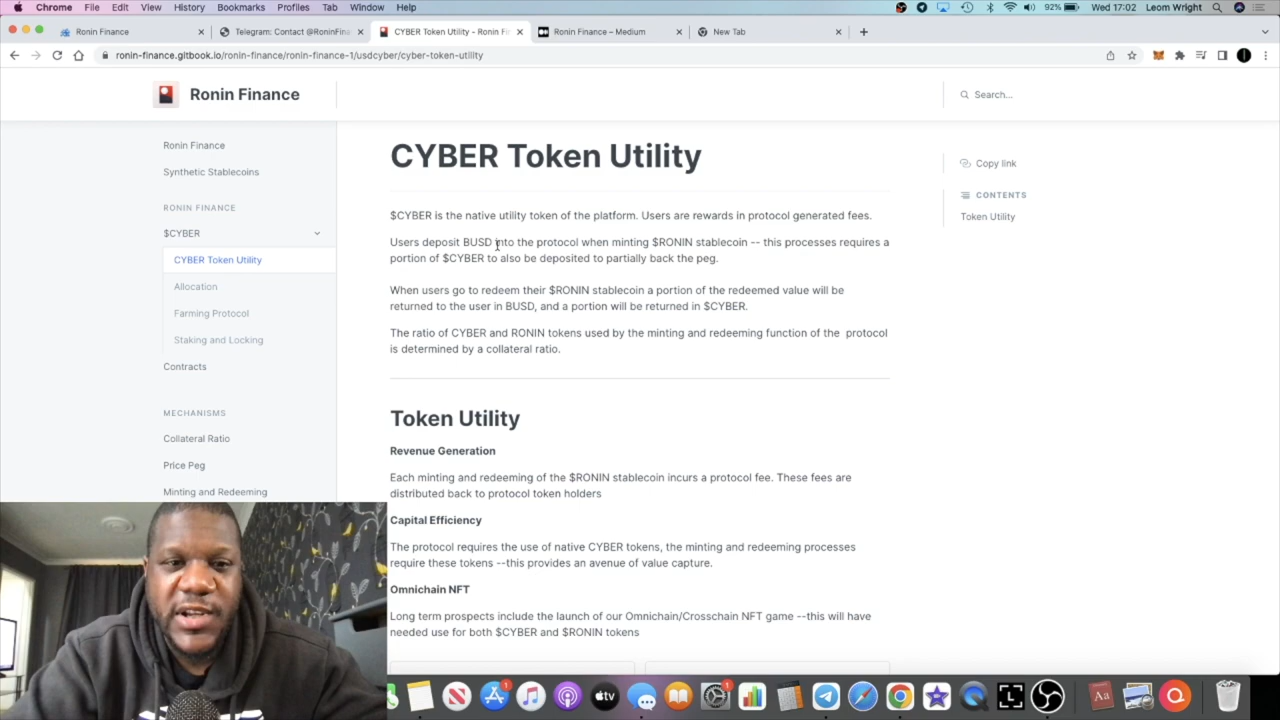 Chrome File Edit View History Bookmarks Profiles Tab Window Help 92% Wed 17:02 Leom Wright
Ronin Finance Telegram: Contact @RoninFina CYBER Token Utility - Ronin Fi Ronin Finance – Medium New Tab
ronin-finance.gitbook.io/ronin-finance/ronin-finance-1/usdcyber/cyber-token-utility
Ronin Finance
Search...
Ronin Finance
Synthetic Stablecoins
RONIN FINANCE
$CYBER
CYBER Token Utility
Allocation
Farming Protocol
Staking and Locking
Contracts
MECHANISMS
Collateral Ratio
Price Peg
Minting and Redeeming
CYBER Token Utility
$CYBER is the native utility token of the platform. Users are rewards in protocol generated fees.
Users deposit BUSD into the protocol when minting $RONIN stablecoin -- this processes requires a
portion of $CYBER to also be deposited to partially back the peg.
When users go to redeem their $RONIN stablecoin a portion of the redeemed value will be
returned to the user in BUSD, and a portion will be returned in $CYBER.
The ratio of CYBER and RONIN tokens used by the minting and redeeming function of the protocol
is determined by a collateral ratio.
Token Utility
Revenue Generation
Each minting and redeeming of the $RONIN stablecoin incurs a protocol fee. These fees are
distributed back to protocol token holders
Capital Efficiency
The protocol requires the use of native CYBER tokens, the minting and redeeming processes
require these tokens --this provides an avenue of value capture.
Omnichain NFT
Long term prospects include the launch of our Omnichain/Crosschain NFT game --this will have
needed use for both $CYBER and $RONIN tokens
Copy link
CONTENTS
Token Utility
1
tv
1
Aa